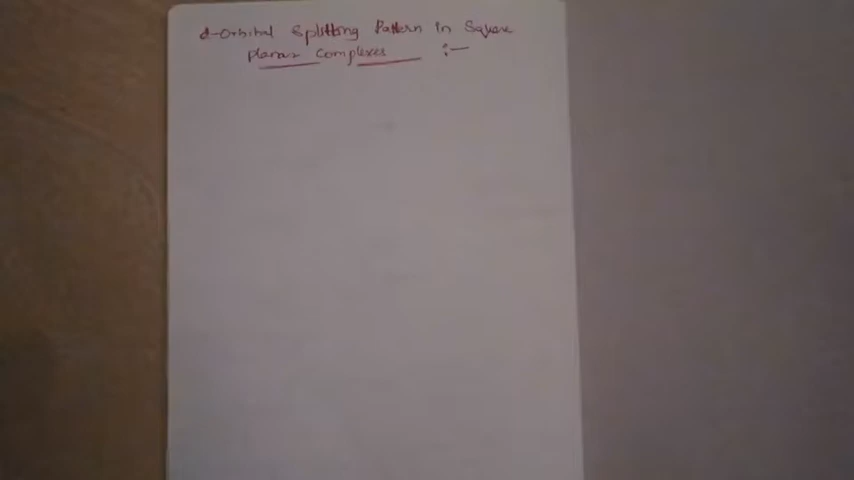 d-Orbital Splitting Pattern in Square
planar Complexes :-